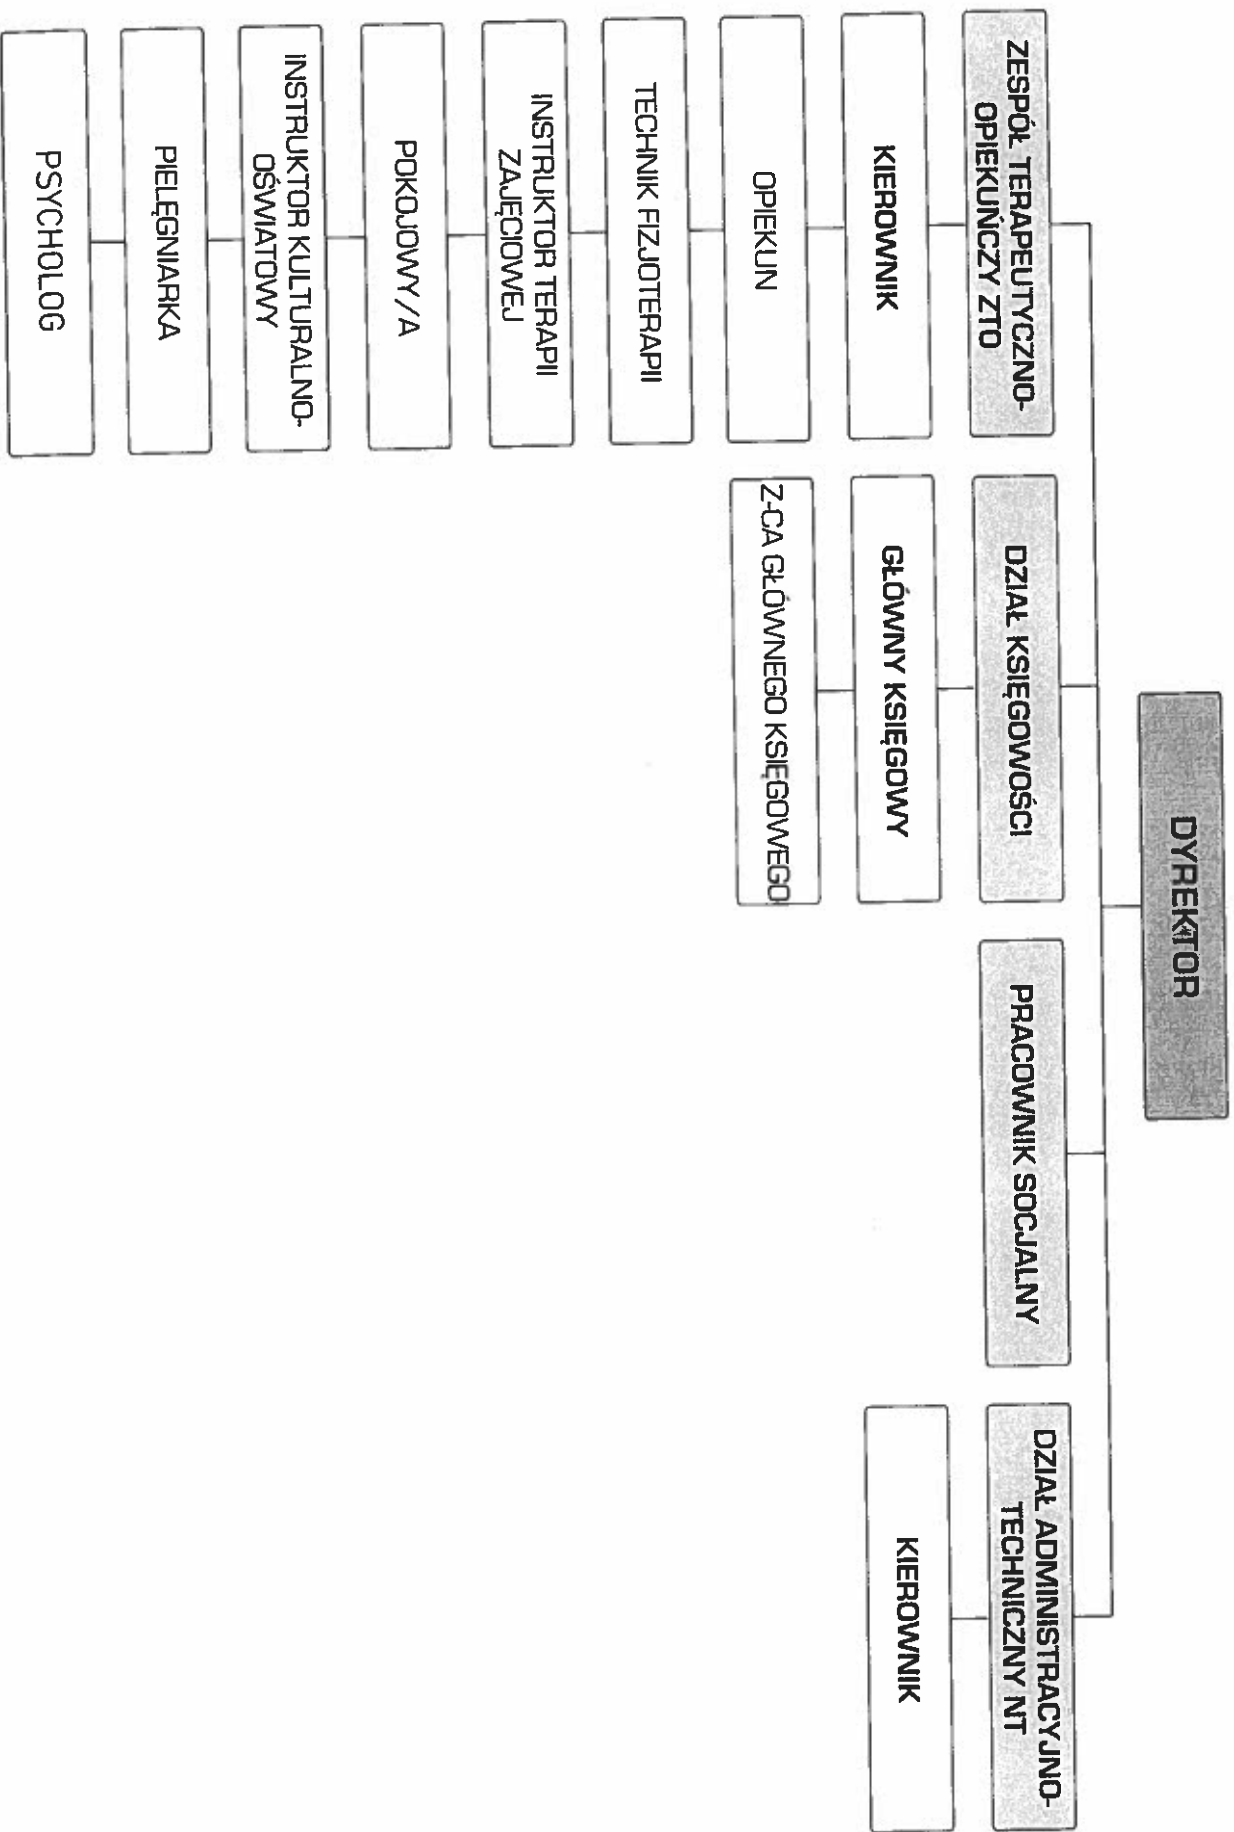 DYREKTOR
ZESPÓŁ TERAPEUTYCZNO-
OPIEKUŃCZY ZTO
KIEROWNIK
OPIEKUN
TECHNIK FIZJOTERAPII
INSTRUKTOR TERAPII
ZAJĘCIOWEJ
POKOJOWY/A
INSTRUKTOR KULTURALNO-
OŚWIATOWY
PIELĘGNIARKA
PSYCHOLOG
DZIAŁ KSIĘGOWOŚCI
GŁÓWNY KSIĘGOWY
Z-CA GŁÓWNEGO KSIĘGOWEGO
PRACOWNIK SOCJALNY
DZIAŁ ADMINISTRACYJNO-
TECHNICZNY NT
KIEROWNIK